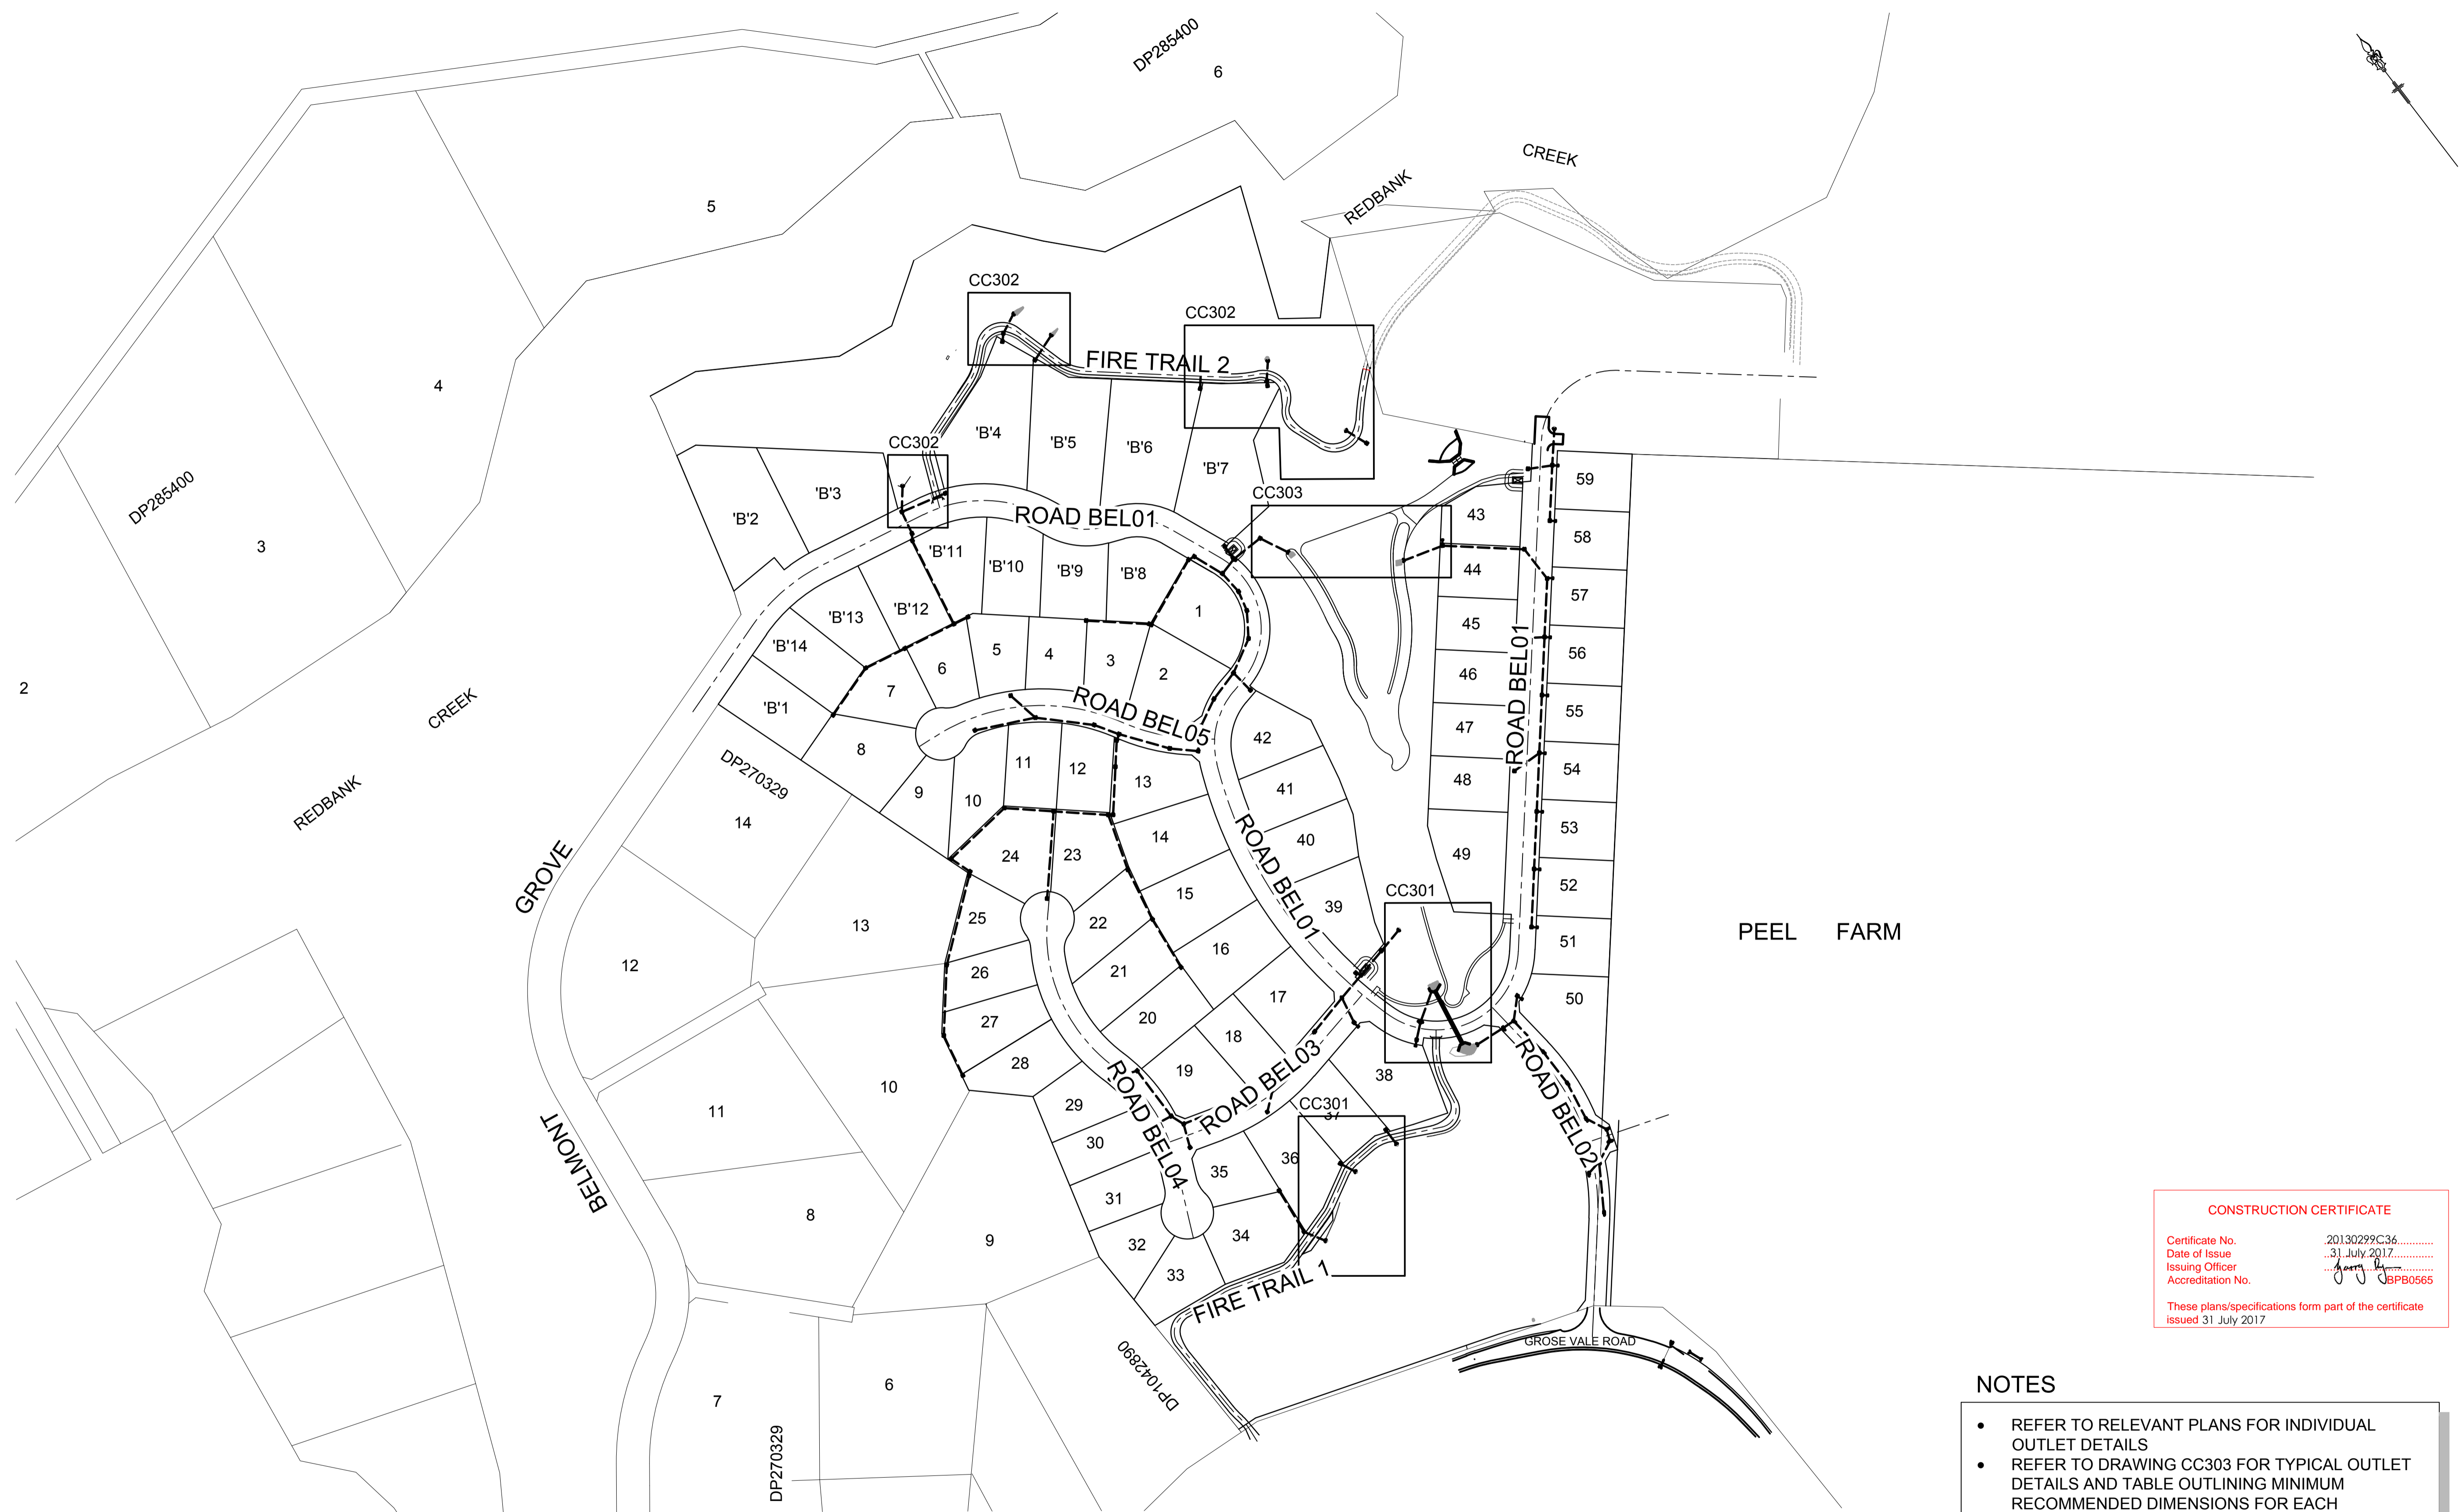 DP285400
6
CREEK
REDBANK
5
CC302
CC302
FIRE TRAIL 2
4
'B'4
'B'5
'B'6
'B'7
CC302
'B'3
'B'2
DP285400
3
59
CC303
43
ROAD BEL01
58
'B'11
'B'10
'B'9
'B'8
44
57
1
'B'12
'B'13
45
ROAD BEL01
'B'14
5
4
3
6
2
56
46
2
7
'B'1
CREEK
ROAD BEL05
47
55
42
8
DP270329
11
12
13
48
54
9
10
41
REDBANK
14
14
40
ROAD BEL01
53
24
23
49
GROVE
15
CC301
52
39
25
22
13
PEEL FARM
51
16
12
26
21
17
50
27
20
18
28
19
ROAD BEL03
38
ROAD BEL02
10
ROAD BEL04
11
29
CC301
37
30
BELMONT
36
35
31
8
9
32
34
33
FIRE TRAIL 1
CONSTRUCTION CERTIFICATE
Certificate No. 20130299C36
Date of Issue 31 July 2017
Issuing Officer
Accreditation No. BPB0565
These plans/specifications form part of the certificate
issued 31 July 2017
GROSE VALE ROAD
DP1042890
7
6
DP270329
NOTES
• REFER TO RELEVANT PLANS FOR INDIVIDUAL
OUTLET DETAILS
• REFER TO DRAWING CC303 FOR TYPICAL OUTLET
DETAILS AND TABLE OUTLINING MINIMUM
RECOMMENDED DIMENSIONS FOR EACH